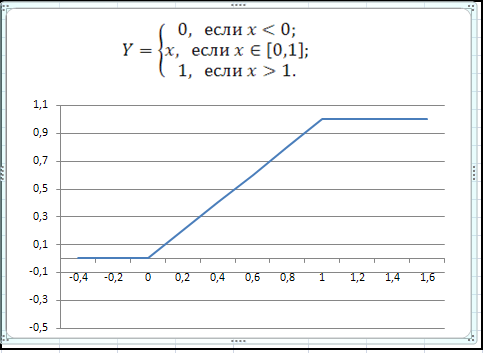 0, если x < 0;
Y = { x, если x ∈ [0,1];
1, если x > 1.
1,1
0,9
0,7
0,5
0,3
0,1
-0,1
-0,3
-0,5
-0,4 -0,2 0 0,2 0,4 0,6 0,8 1 1,2 1,4 1,6